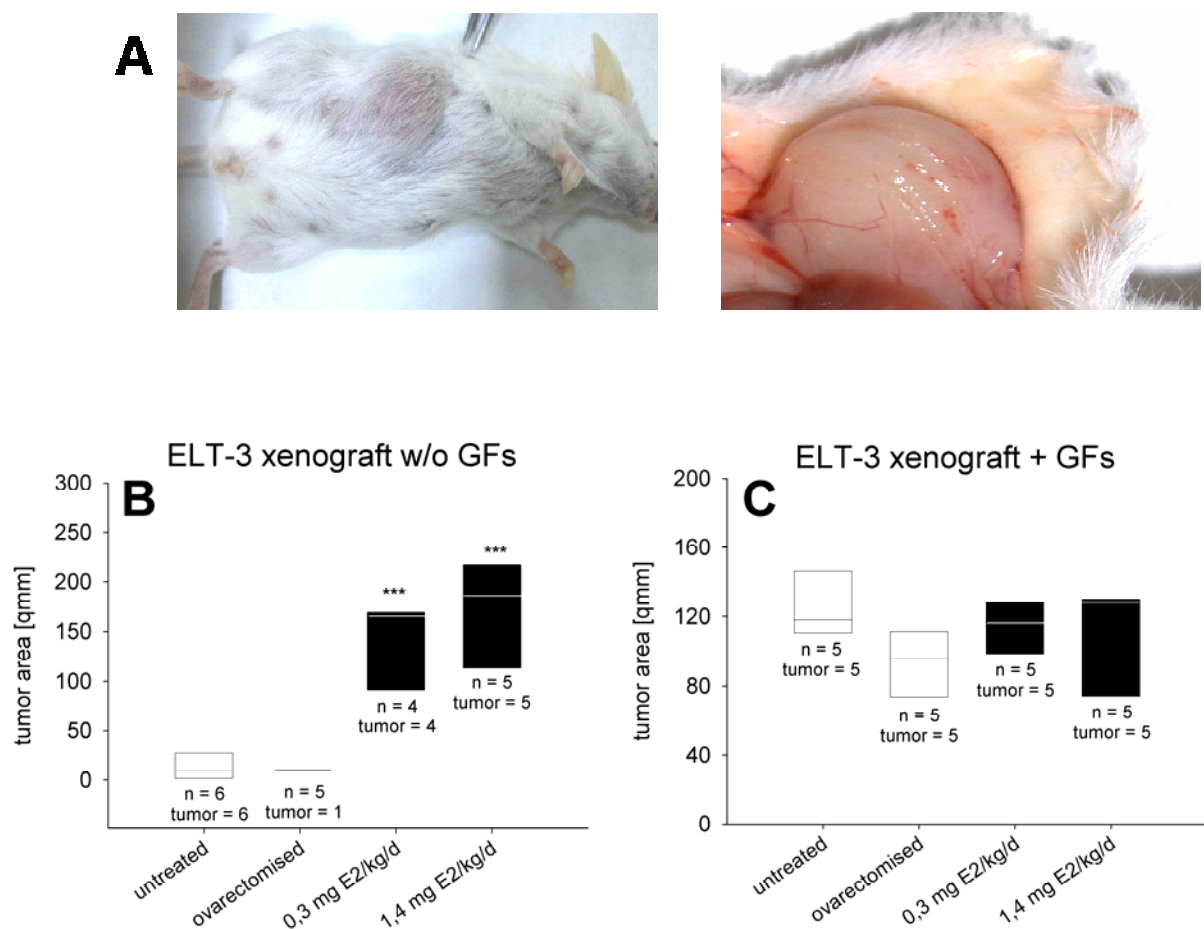 A
ELT-3 xenograft w/o GFs
B
tumor area [qmm]
300
250
200
150
100
50
0
***
***
n = 6
tumor = 6
n = 5
tumor = 1
n = 4
tumor = 4
n = 5
tumor = 5
untreated
ovarectomised
0,3 mg E2/kg/d
1,4 mg E2/kg/d
ELT-3 xenograft + GFs
C
tumor area [qmm]
200
160
120
80
40
0
n = 5
tumor = 5
n = 5
tumor = 5
n = 5
tumor = 5
n = 5
tumor = 5
untreated
ovarectomised
0,3 mg E2/kg/d
1,4 mg E2/kg/d